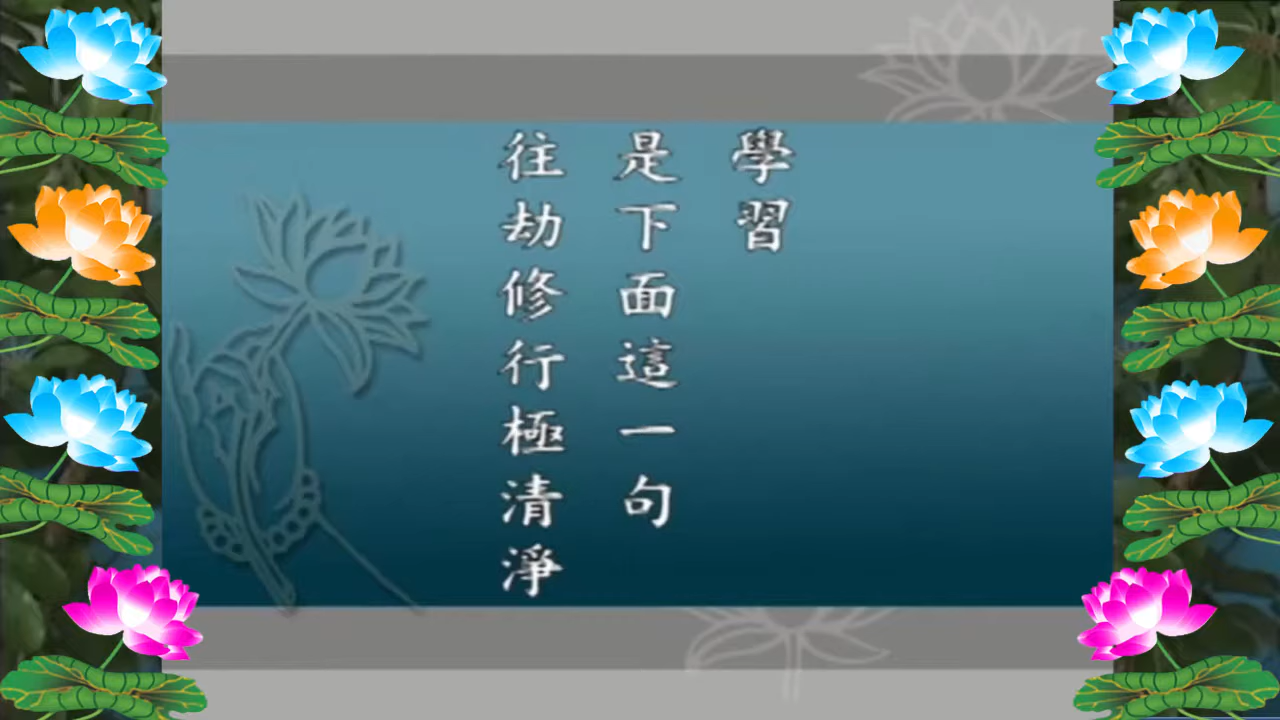 學習
是下面這一句
往劫修行極清淨